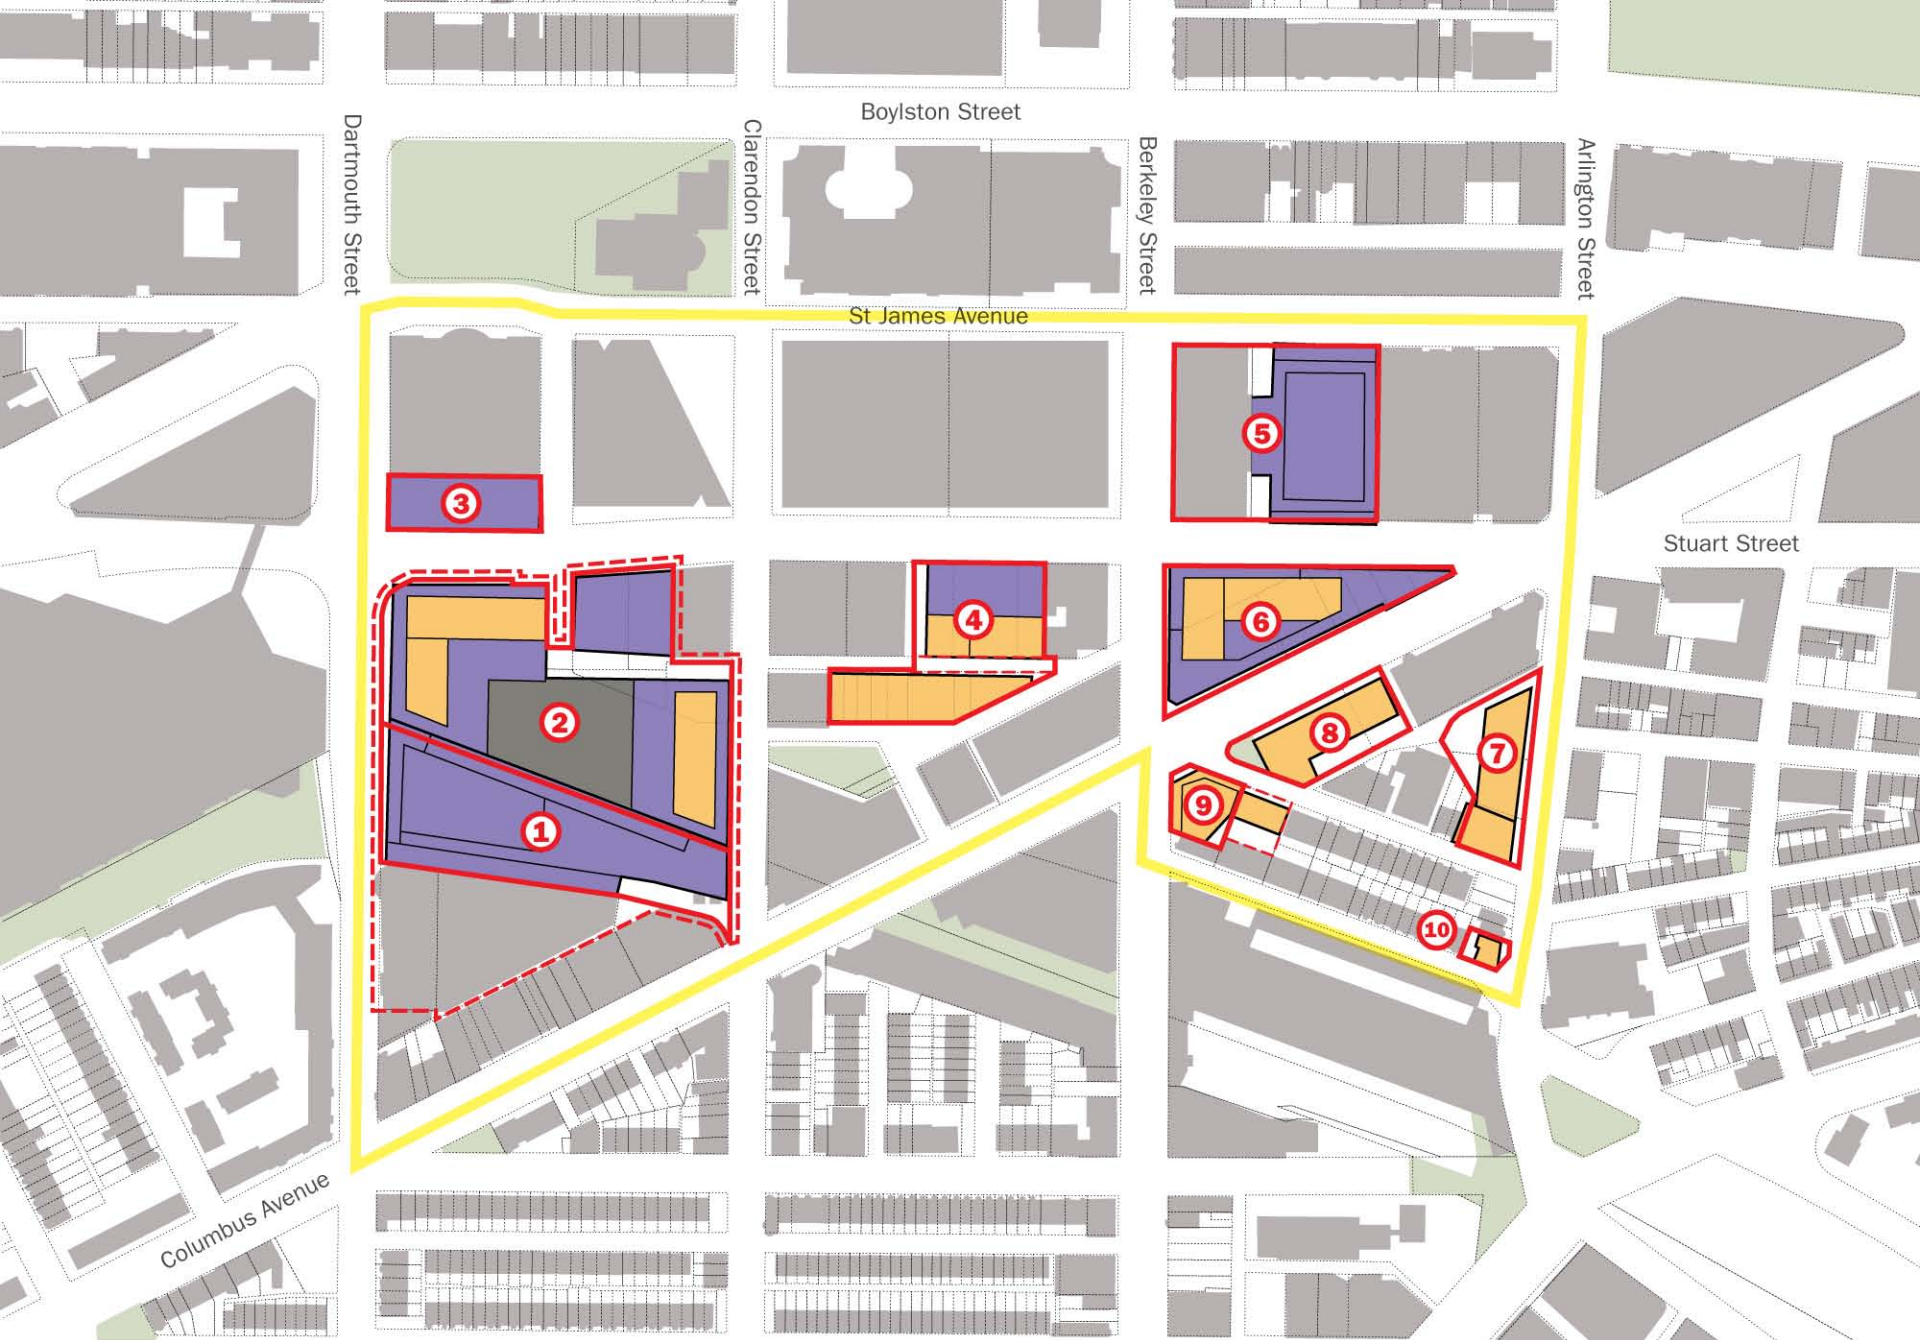 Boylston Street
Dartmouth Street
Clarendon Street
Berkeley Street
Arlington Street
St James Avenue
5
3
Stuart Street
4
6
2
8
7
1
9
10
Columbus Avenue